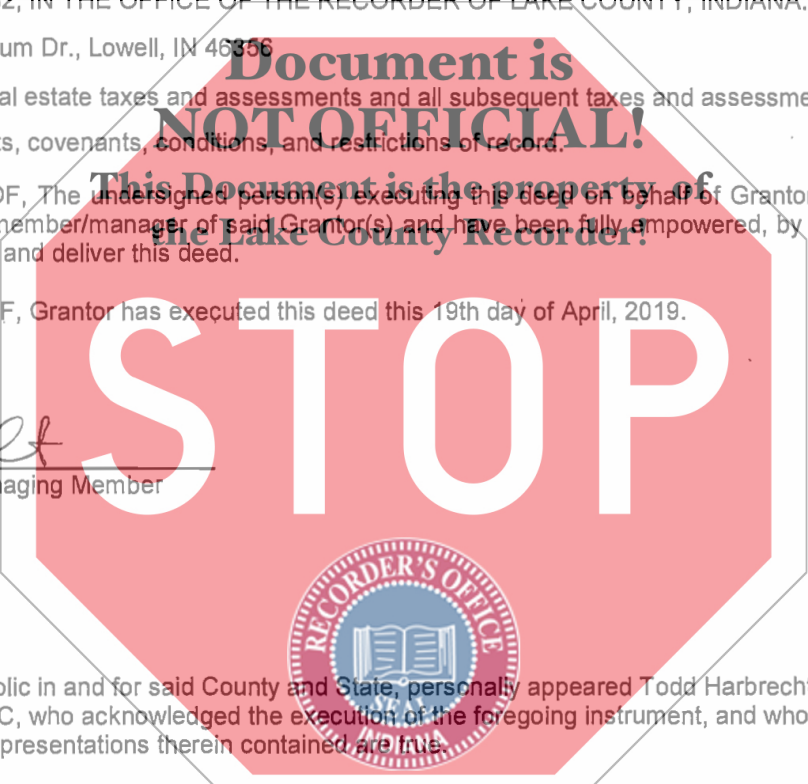 2, IN THE OFFICE OF THE RECORDER OF LAKE COUNTY, INDIANA.
um Dr., Lowell, IN 46356
Document is
al estate taxes and assessments and all subsequent taxes and assessme
NOT OFFICIAL!
s, covenants, conditions, and restrictions of record.
This Document is the property of
OF, The undersigned person(s) executing this deed on behalf of Grantor
the Lake County Recorder!
member/manager of said Grantor(s) and have been fully empowered, by
and deliver this deed.
F, Grantor has executed this deed this 19th day of April, 2019.
STOP
naging Member
RECORDER'S OFFICE
SEAL
INDIANA
blic in and for said County and State, personally appeared Todd Harbrecht
C, who acknowledged the execution of the foregoing instrument, and who
presentations therein contained are true.